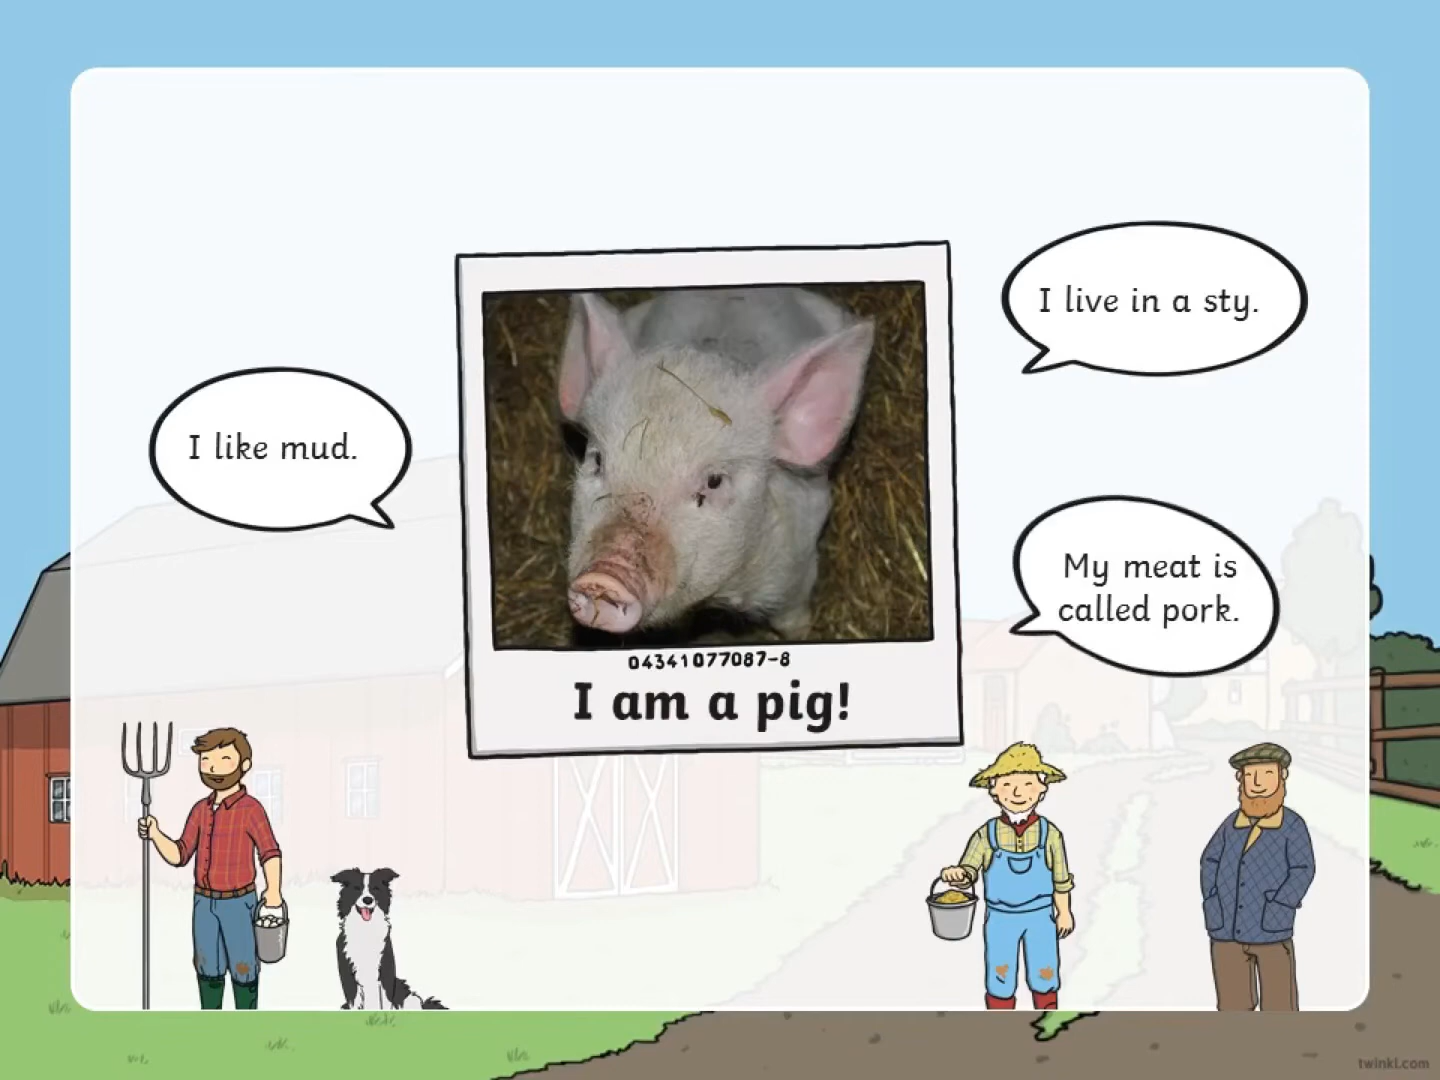 I live in a sty.
I like mud.
My meat is
called pork.
04341077087-8
I am a pig!
twinkl.com